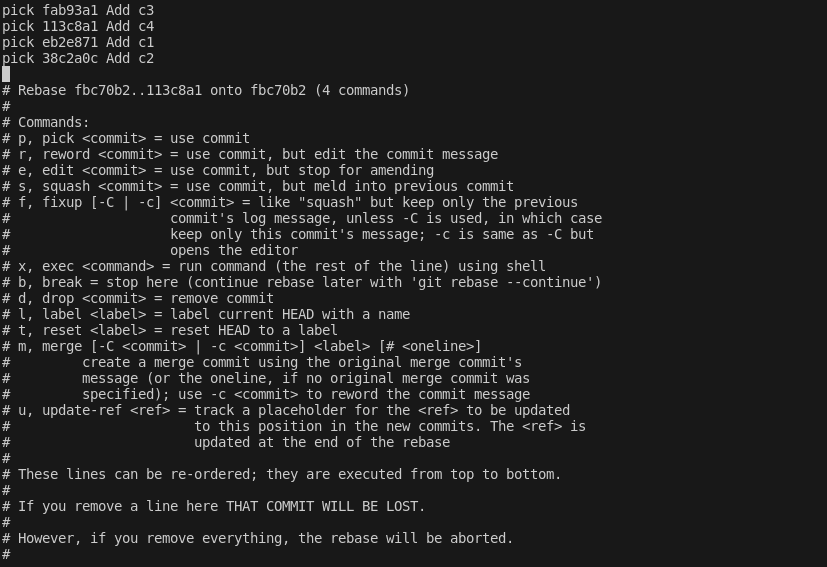 pick fab93a1 Add c3
pick 113c8a1 Add c4
pick eb2e871 Add c1
pick 38c2a0c Add c2
# Rebase fbc70b2..113c8a1 onto fbc70b2 (4 commands)
#
# Commands:
# p, pick <commit> = use commit
# r, reword <commit> = use commit, but edit the commit message
# e, edit <commit> = use commit, but stop for amending
# s, squash <commit> = use commit, but meld into previous commit
# f, fixup [-C | -c] <commit> = like "squash" but keep only the previous
#                    commit's log message, unless -C is used, in which case
#                    keep only this commit's message; -c is same as -C but
#                    opens the editor
# x, exec <command> = run command (the rest of the line) using shell
# b, break = stop here (continue rebase later with 'git rebase --continue')
# d, drop <commit> = remove commit
# l, label <label> = label current HEAD with a name
# t, reset <label> = reset HEAD to a label
# m, merge [-C <commit> | -c <commit>] <label> [# <oneline>]
#         create a merge commit using the original merge commit's
#         message (or the oneline, if no original merge commit was
#         specified); use -c <commit> to reword the commit message
# u, update-ref <ref> = track a placeholder for the <ref> to be updated
#                       to this position in the new commits. The <ref> is
#                       updated at the end of the rebase
#
# These lines can be re-ordered; they are executed from top to bottom.
#
# If you remove a line here THAT COMMIT WILL BE LOST.
#
# However, if you remove everything, the rebase will be aborted.
#